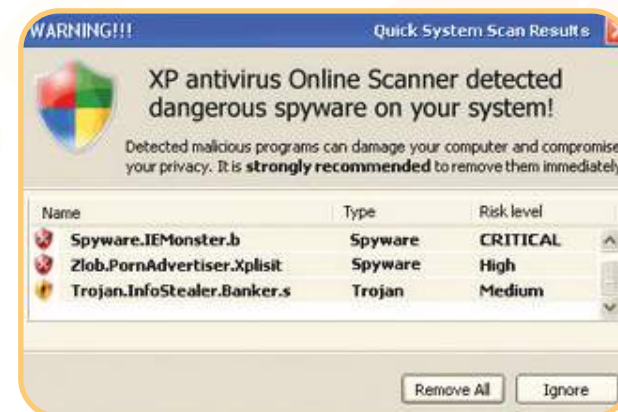 WARNING!!!
Quick System Scan Results
XP antivirus Online Scanner detected
dangerous spyware on your system!
Detected malicious programs can damage your computer and compromise
your privacy. It is strongly recommended to remove them immediately
Name Type Risk level
Spyware.IEMonster.b Spyware CRITICAL
Zlob.PornAdvertiser.Xplisit Spyware High
Trojan.InfoStealer.Banker.s Trojan Medium
Remove All Ignore